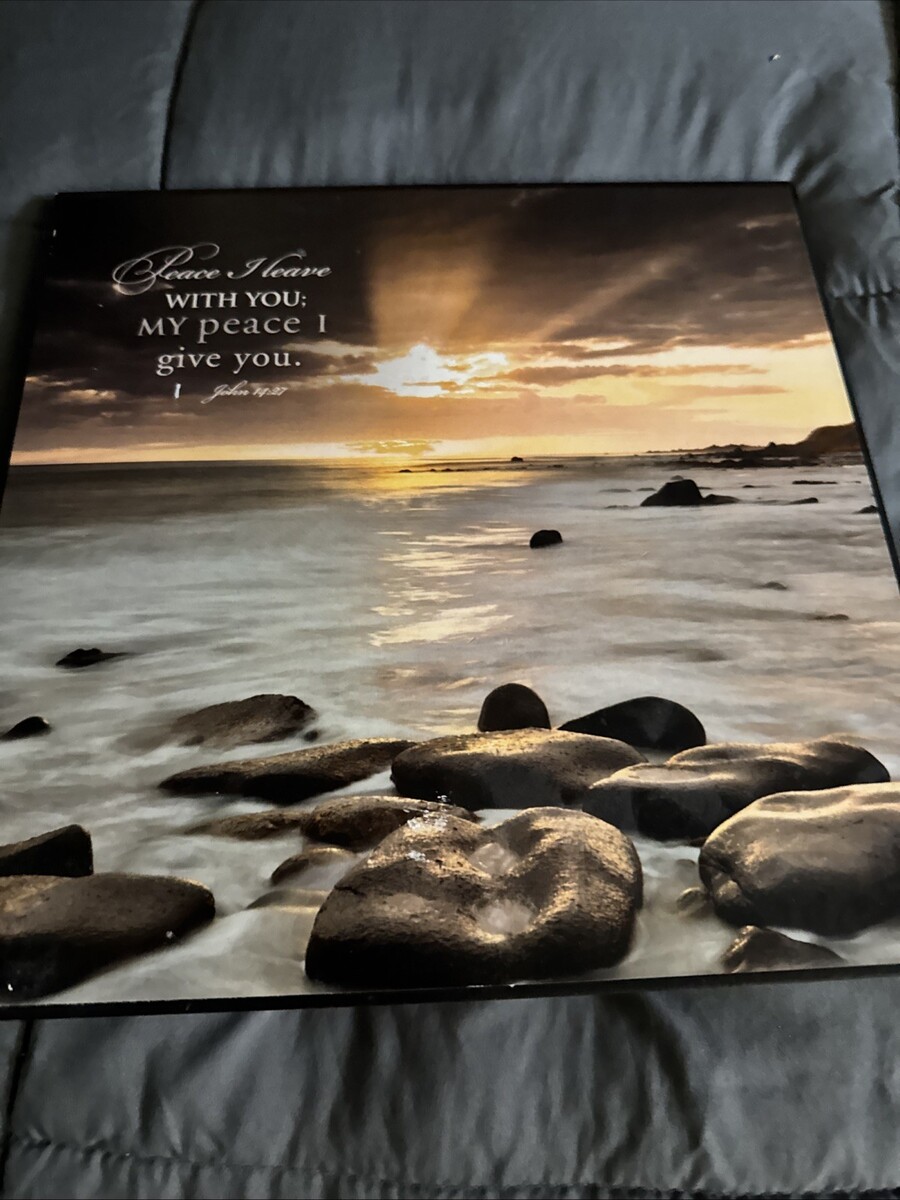 Peace I leave
WITH YOU;
MY peace I
give you.
John 14:27